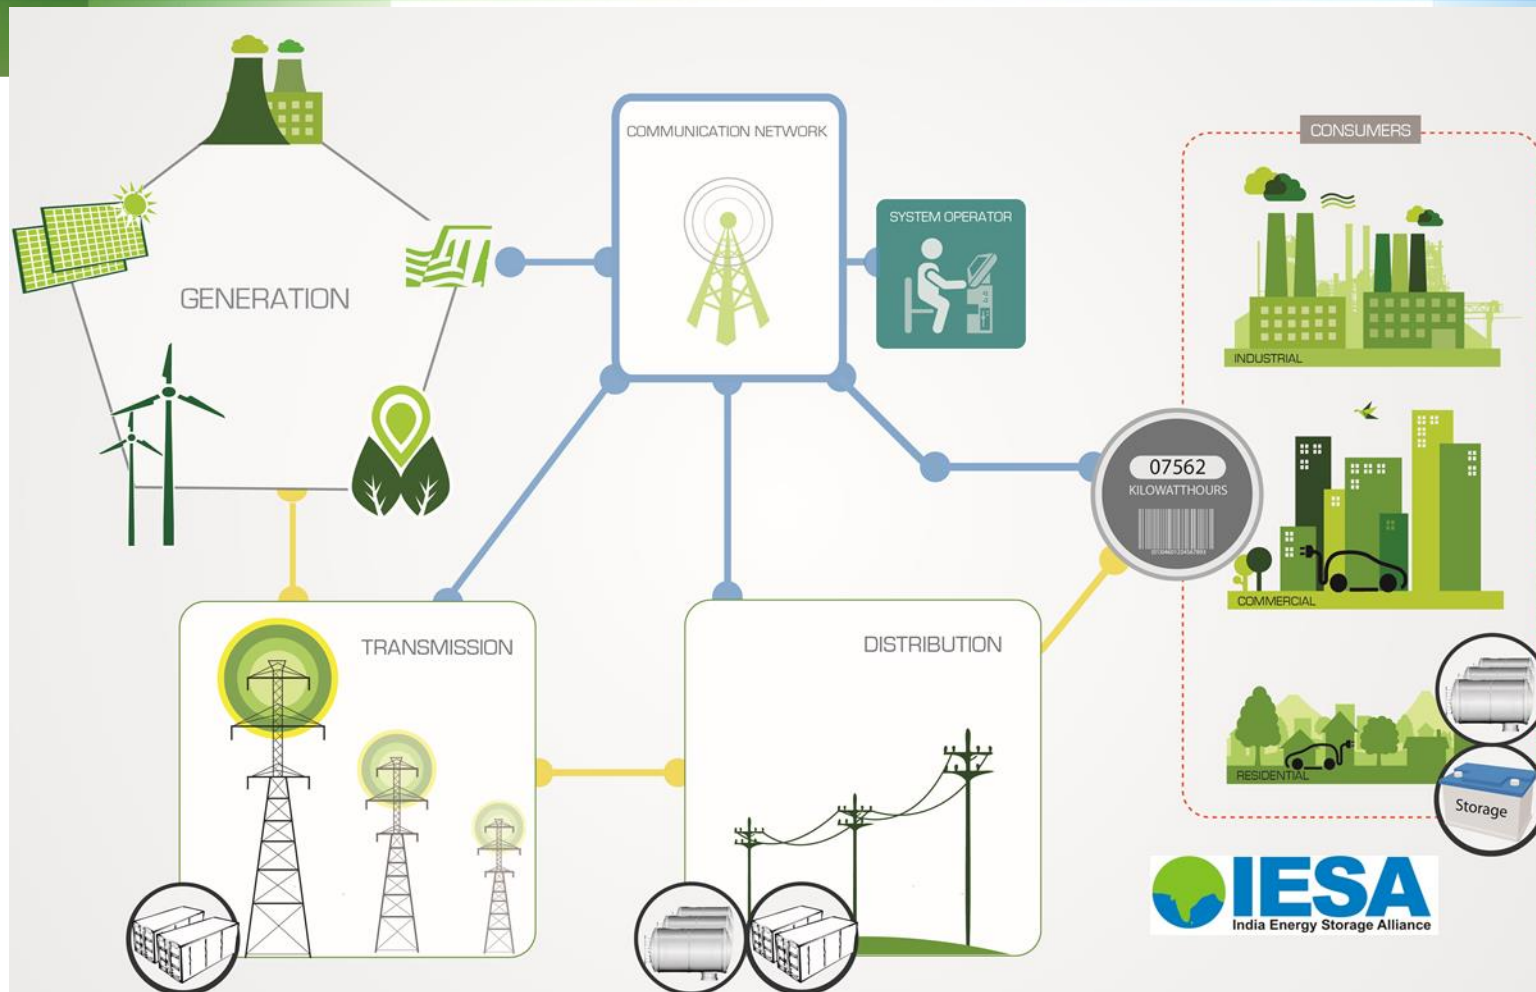 COMMUNICATION NETWORK
SYSTEM OPERATOR
CONSUMERS
GENERATION
INDUSTRIAL
07562
KILOWATTHOURS
COMMERCIAL
TRANSMISSION
DISTRIBUTION
RESIDENTIAL
Storage
IESA
India Energy Storage Alliance